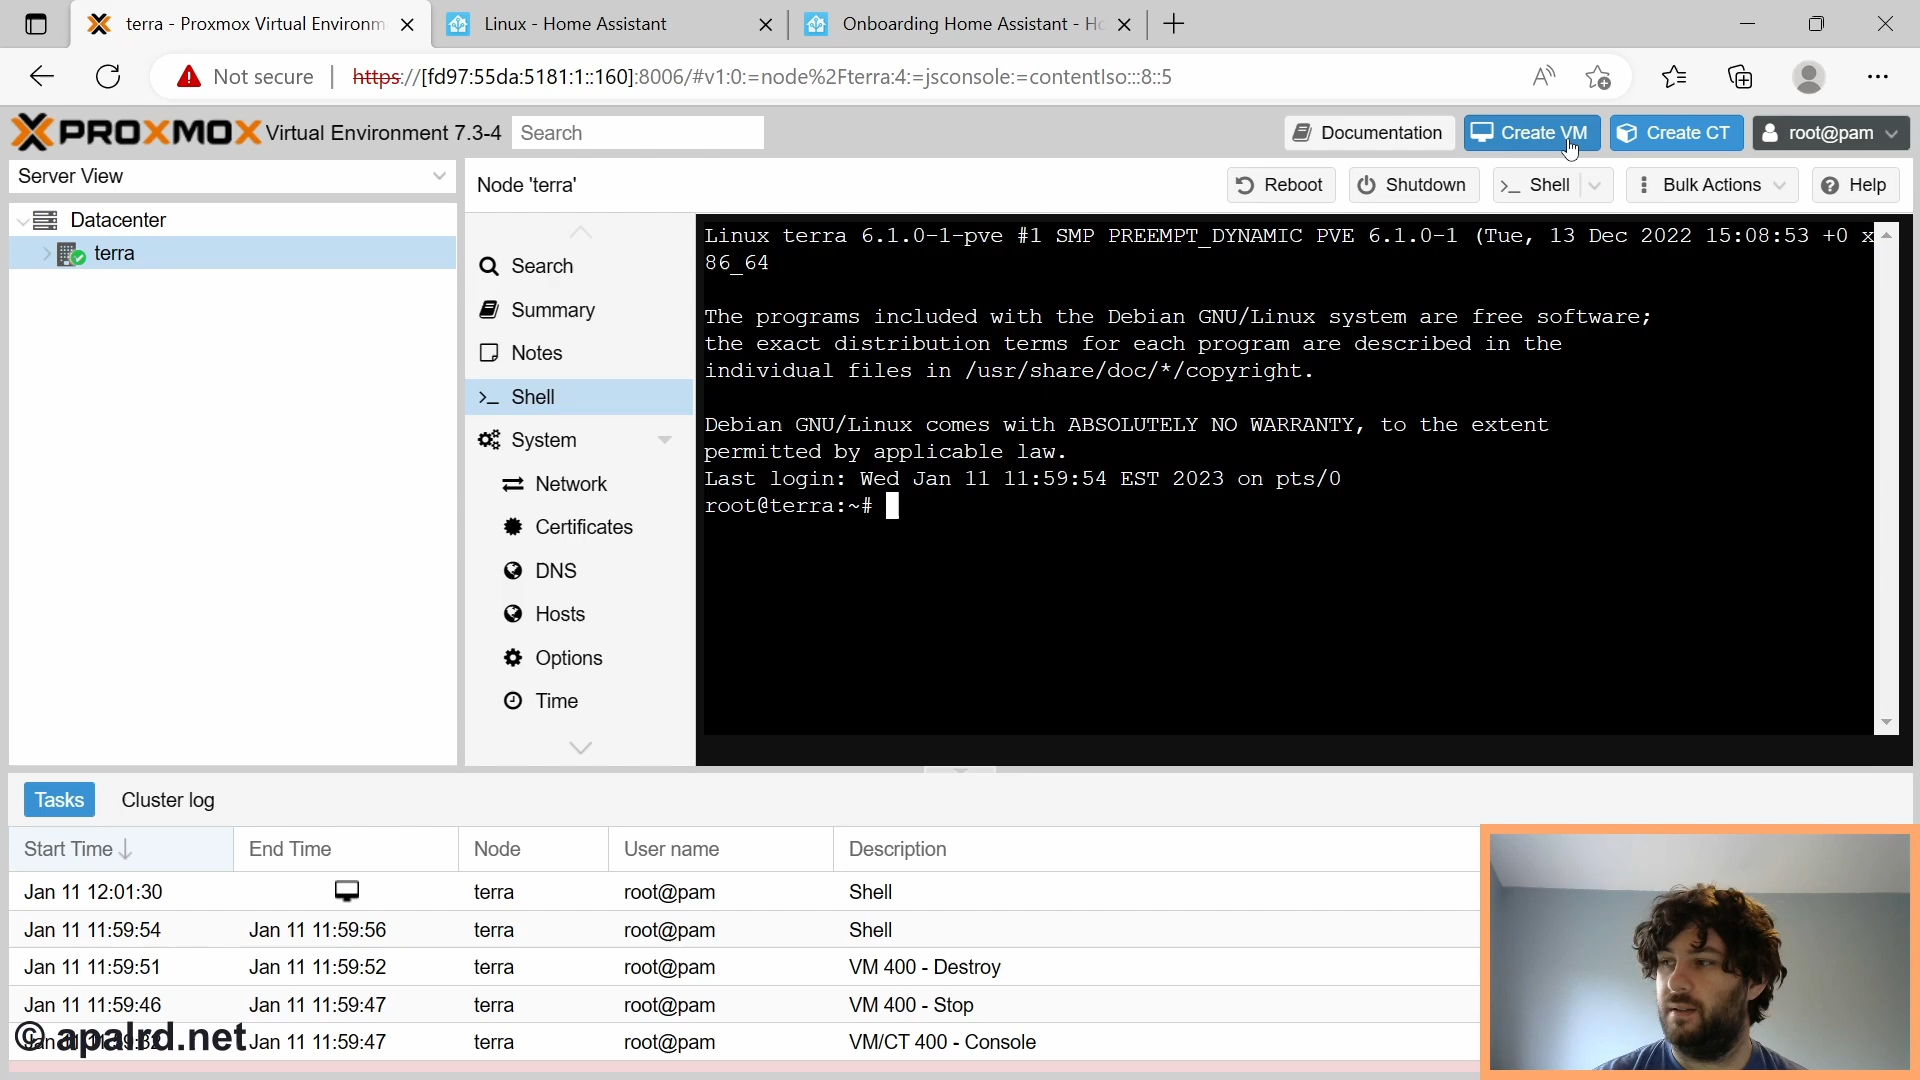 terra - Proxmox Virtual Environm
Linux - Home Assistant
Onboarding Home Assistant - Ho
Not secure
https://[fd97:55da:5181:1::160]:8006/#v1:0:=node%2Fterra:4:=jsconsole:=contentIso:::8::5
PROXMOX Virtual Environment 7.3-4
Search
Documentation
Create VM
Create CT
root@pam
Server View
Node 'terra'
Reboot
Shutdown
Shell
Bulk Actions
Help
Datacenter
terra
Search
Summary
Notes
Shell
System
Network
Certificates
DNS
Hosts
Options
Time
Linux terra 6.1.0-1-pve #1 SMP PREEMPT_DYNAMIC PVE 6.1.0-1 (Tue, 13 Dec 2022 15:08:53 +0 x
86_64
The programs included with the Debian GNU/Linux system are free software;
the exact distribution terms for each program are described in the
individual files in /usr/share/doc/*/copyright.
Debian GNU/Linux comes with ABSOLUTELY NO WARRANTY, to the extent
permitted by applicable law.
Last login: Wed Jan 11 11:59:54 EST 2023 on pts/0
root@terra:~#
Tasks
Cluster log
Start Time End Time Node User name Description
Jan 11 12:01:30 terra root@pam Shell
Jan 11 11:59:54 Jan 11 11:59:56 terra root@pam Shell
Jan 11 11:59:51 Jan 11 11:59:52 terra root@pam VM 400 - Destroy
Jan 11 11:59:46 Jan 11 11:59:47 terra root@pam VM 400 - Stop
Jan 11 11:59:47 terra root@pam VM/CT 400 - Console
© apalrd.net